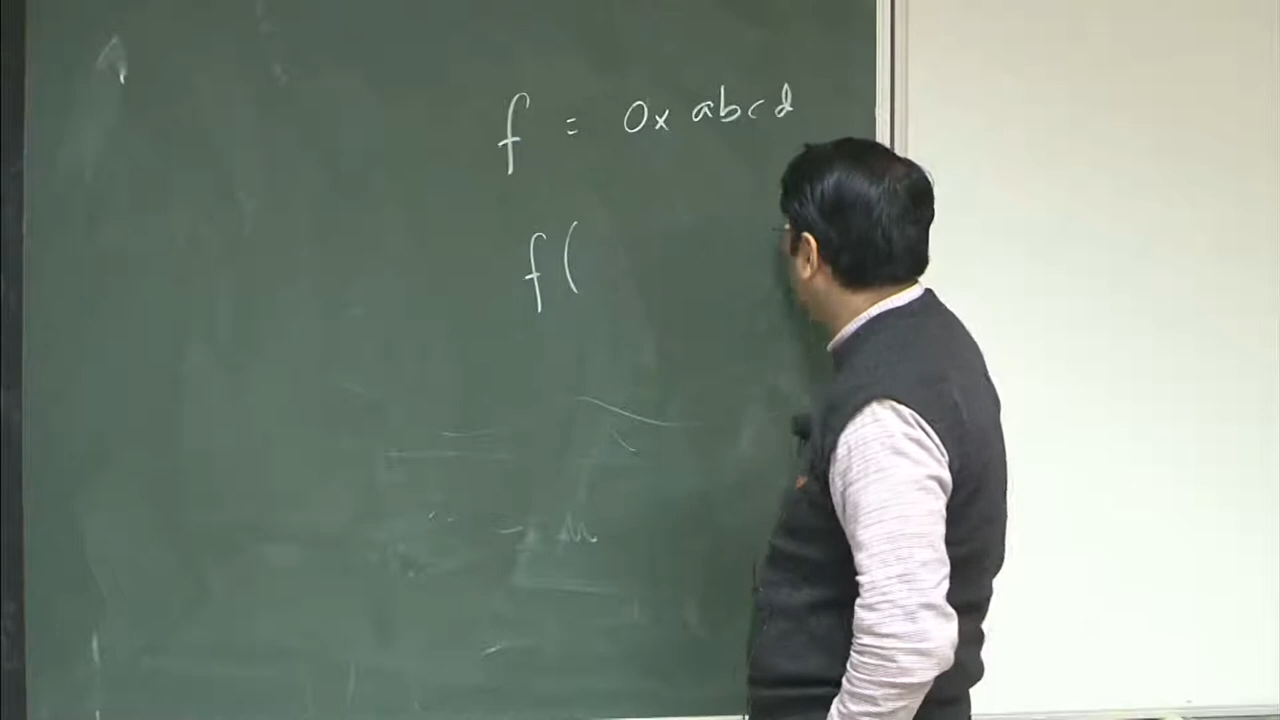 f = 0x abcd
f (